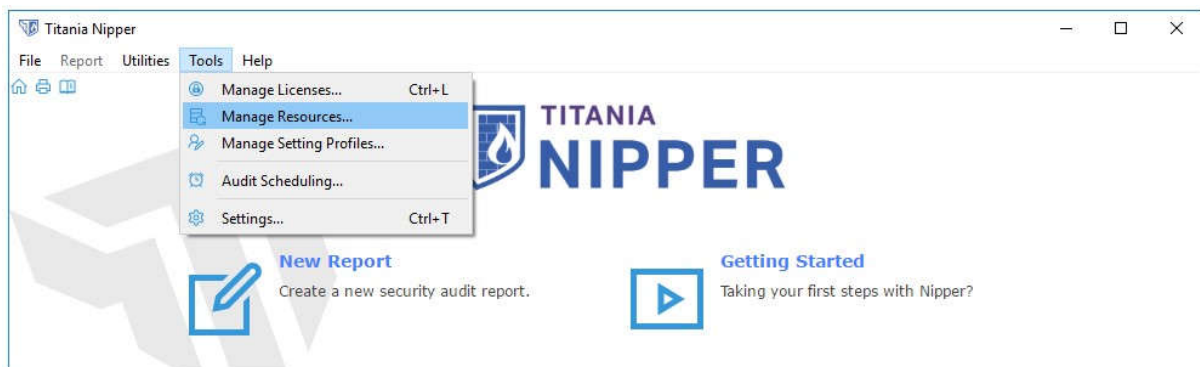 Titania Nipper
File Report Utilities Tools Help
Manage Licenses... Ctrl+L
Manage Resources...
Manage Setting Profiles...
Audit Scheduling...
Settings... Ctrl+T
TITANIA
NIPPER
New Report
Create a new security audit report.
Getting Started
Taking your first steps with Nipper?